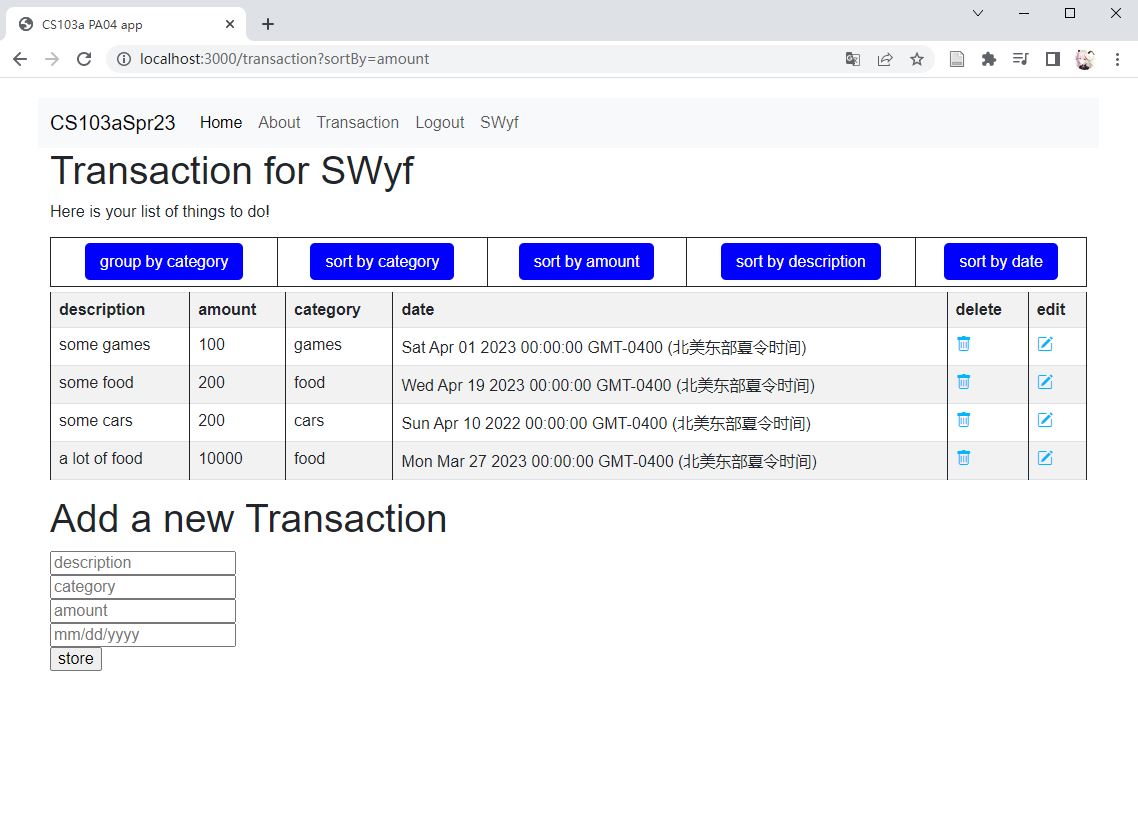 CS103a PA04 app
localhost:3000/transaction?sortBy=amount
CS103aSpr23 Home About Transaction Logout SWyf
Transaction for SWyf
Here is your list of things to do!
group by category sort by category sort by amount sort by description sort by date
description amount category date delete edit
some games 100 games Sat Apr 01 2023 00:00:00 GMT-0400 (北美东部夏令时间)
some food 200 food Wed Apr 19 2023 00:00:00 GMT-0400 (北美东部夏令时间)
some cars 200 cars Sun Apr 10 2022 00:00:00 GMT-0400 (北美东部夏令时间)
a lot of food 10000 food Mon Mar 27 2023 00:00:00 GMT-0400 (北美东部夏令时间)
Add a new Transaction
description
category
amount
mm/dd/yyyy
store